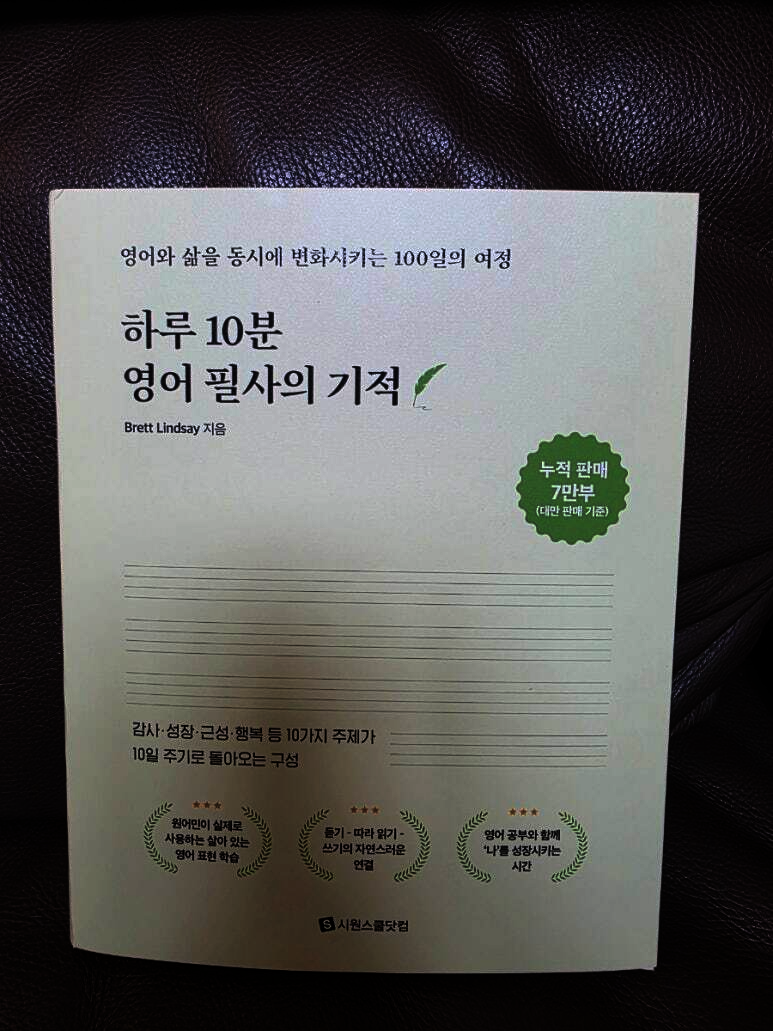 영어와 삶을 동시에 변화시키는 100일의 여정
하루 10분
영어 필사의 기적
Brett Lindsay 지음
누적 판매
7만부
(대만 판매 기준)
감사·성장·근성·행복 등 10가지 주제가
10일 주기로 돌아오는 구성
원어민이 실제로
사용하는 살아 있는
영어 표현 학습
듣기 - 따라 읽기 -
쓰기의 자연스러운
연결
영어 공부와 함께
‘나’를 성장시키는
시간
S 시원스쿨닷컴